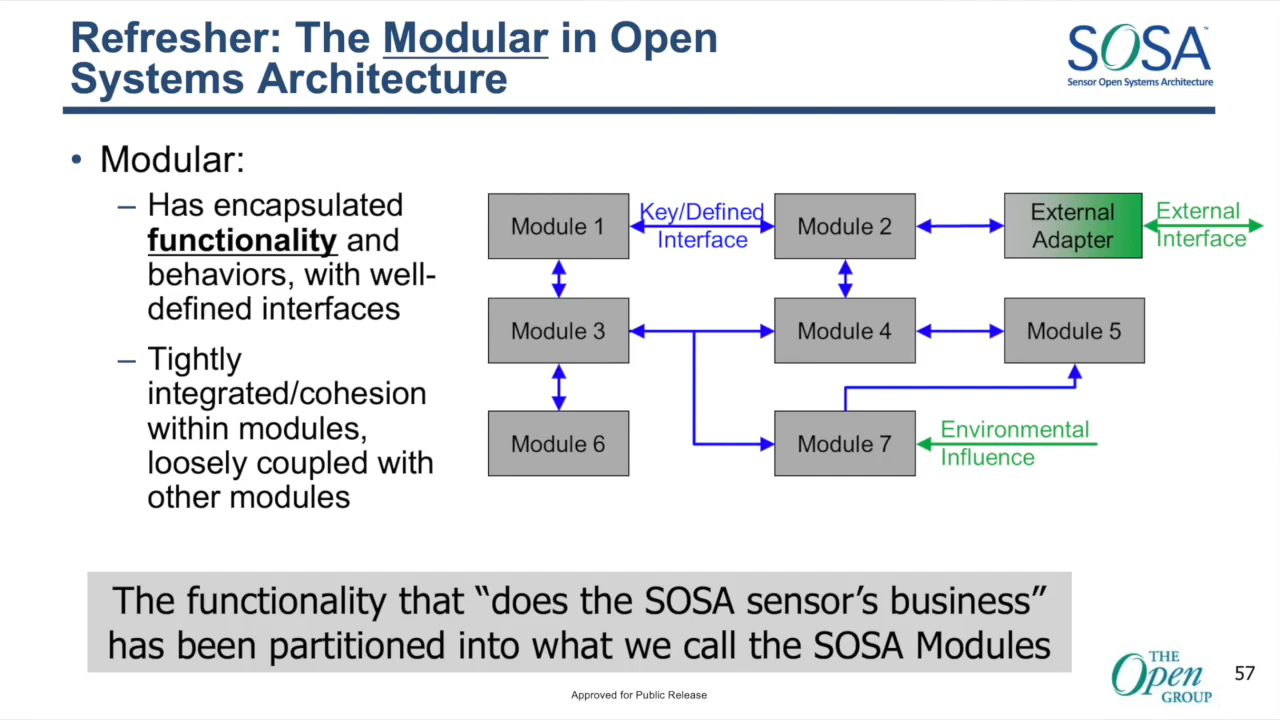 Refresher: The Modular in Open
Systems Architecture
SOSA™
Sensor Open Systems Architecture
• Modular:
– Has encapsulated
functionality and
behaviors, with well-
defined interfaces
– Tightly
integrated/cohesion
within modules,
loosely coupled with
other modules
Module 1
Key/Defined
Interface
Module 2
External
Adapter
External
Interface
Module 3
Module 4
Module 5
Module 6
Module 7
Environmental
Influence
The functionality that “does the SOSA sensor’s business”
has been partitioned into what we call the SOSA Modules
THE
Open
GROUP
57
Approved for Public Release